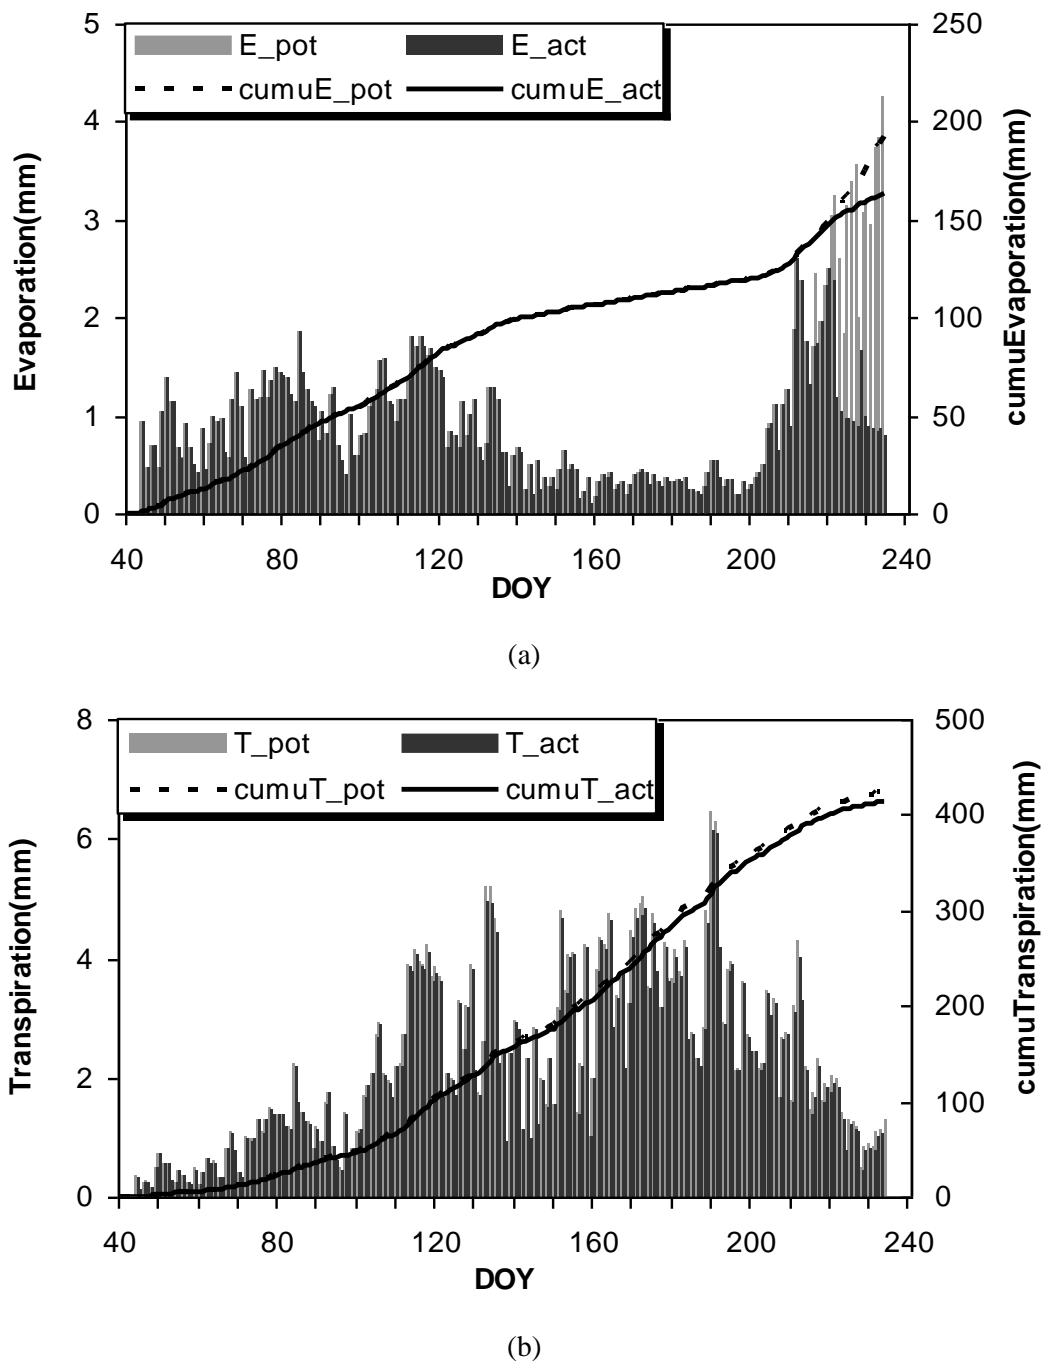 5
250
E_pot
E_act
cumuE_pot
cumuE_act
4
200
3
150
2
100
1
50
0
0
Evaporation(mm)
cumuEvaporation(mm)
40
80
120
160
200
240
DOY
(a)
8
500
T_pot
T_act
cumuT_pot
cumuT_act
400
6
300
4
200
2
100
0
0
Transpiration(mm)
cumuTranspiration(mm)
40
80
120
160
200
240
DOY
(b)